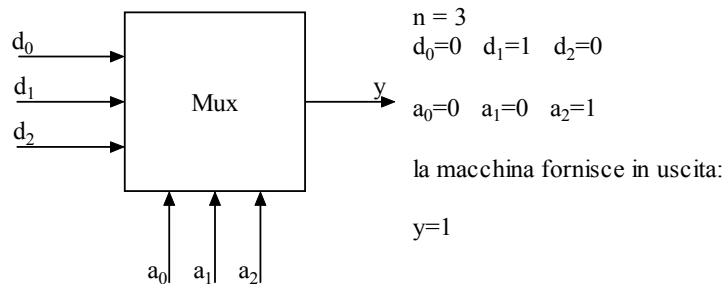 d₀
d₁
d₂
Mux
y
a₀ a₁ a₂
n = 3
d₀=0 d₁=1 d₂=0
a₀=0 a₁=0 a₂=1
la macchina fornisce in uscita:
y=1